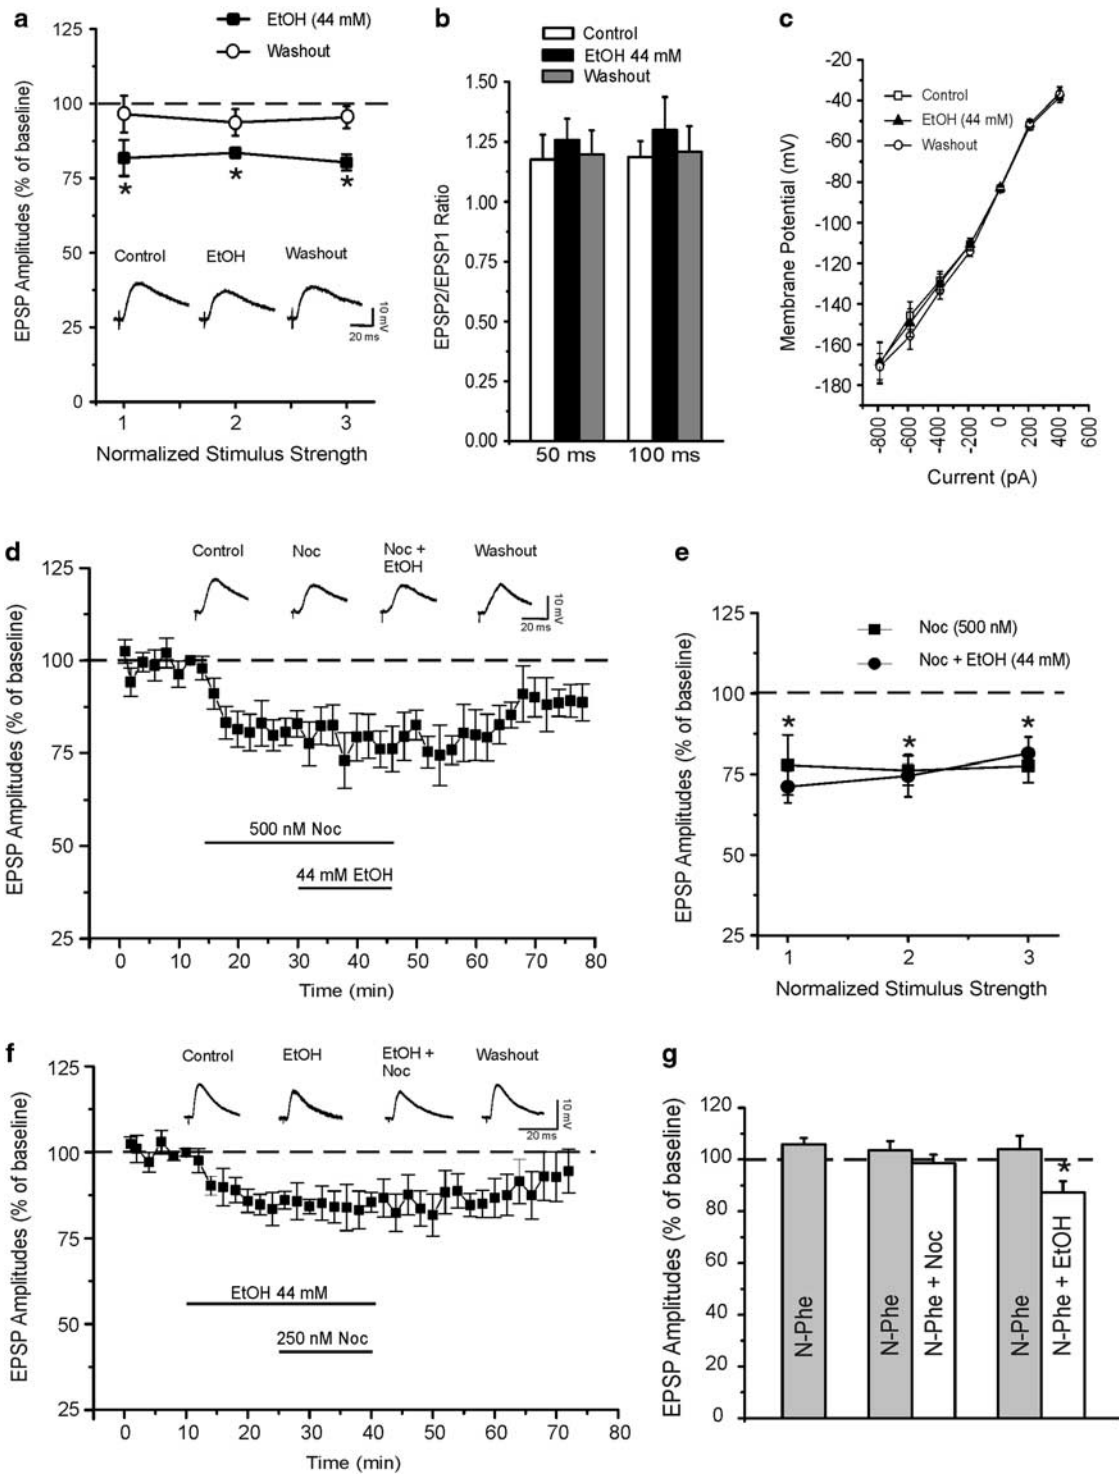 a
EtOH (44 mM)
Washout
EPSP Amplitudes (% of baseline)
125
100
75
50
25
0
* * *
Control EtOH Washout
10 mV
20 ms
1 2 3
Normalized Stimulus Strength
b
Control
EtOH 44 mM
Washout
EPSP2/EPSP1 Ratio
1.50
1.25
1.00
0.75
0.50
0.25
0.00
50 ms 100 ms
c
Control
EtOH (44 mM)
Washout
Membrane Potential (mV)
-20
-40
-60
-80
-100
-120
-140
-160
-180
-800 -600 -400 -200 0 200 400 600
Current (pA)
d
Control Noc Noc + EtOH Washout
10 mV
20 ms
EPSP Amplitudes (% of baseline)
125
100
75
50
25
500 nM Noc
44 mM EtOH
0 10 20 30 40 50 60 70 80
Time (min)
e
Noc (500 nM)
Noc + EtOH (44 mM)
EPSP Amplitudes (% of baseline)
125
100
75
50
25
* * *
1 2 3
Normalized Stimulus Strength
f
Control EtOH EtOH + Noc Washout
10 mV
20 ms
EPSP Amplitudes (% of baseline)
125
100
75
50
25
EtOH 44 mM
250 nM Noc
0 10 20 30 40 50 60 70 80
Time (min)
g
EPSP Amplitudes (% of baseline)
120
100
80
60
40
20
0
*
N-Phe
N-Phe
N-Phe + Noc
N-Phe
N-Phe + EtOH